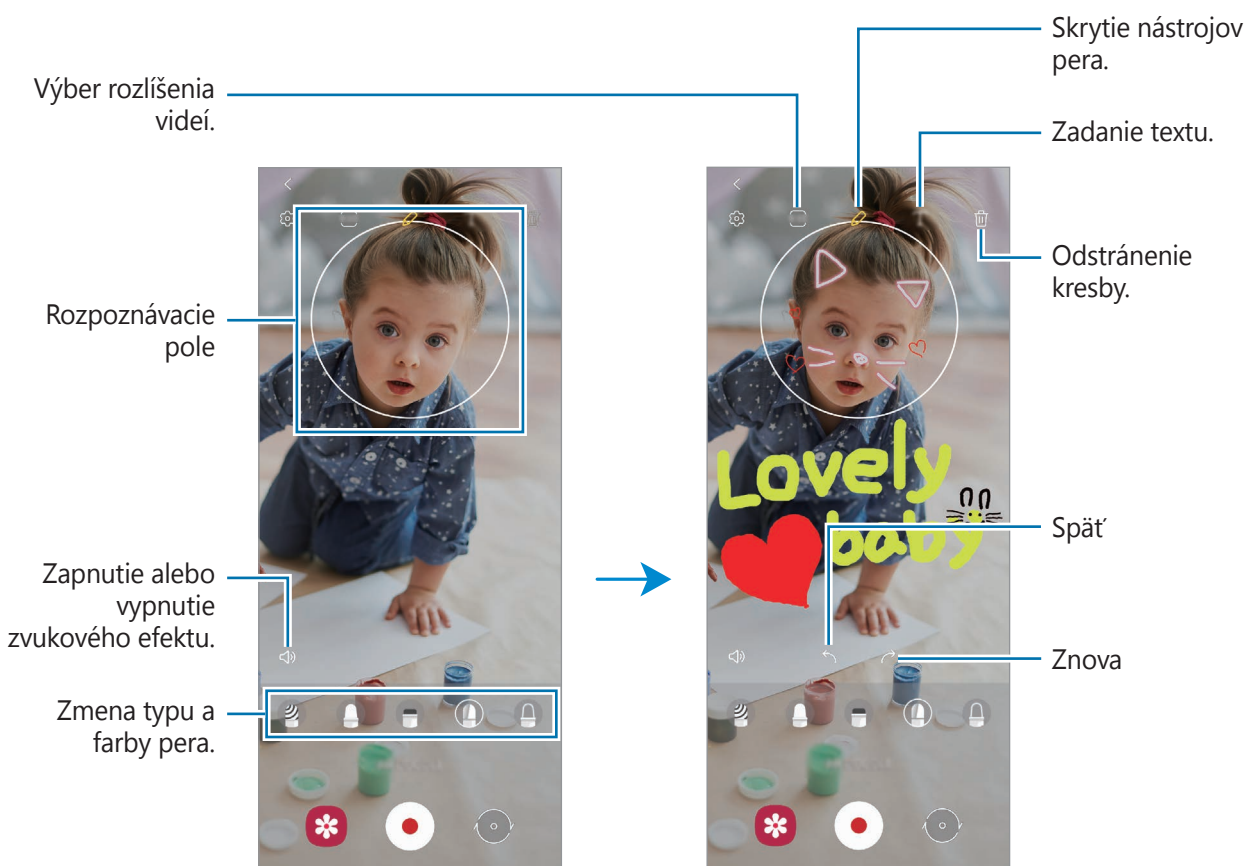 Skrytie nástrojov
pera.
Výber rozlíšenia
videí.
Zadanie textu.
Odstránenie
kresby.
Rozpoznávacie
pole
Lovely
baby
Späť
Zapnutie alebo
vypnutie
zvukového efektu.
Znova
Zmena typu a
farby pera.